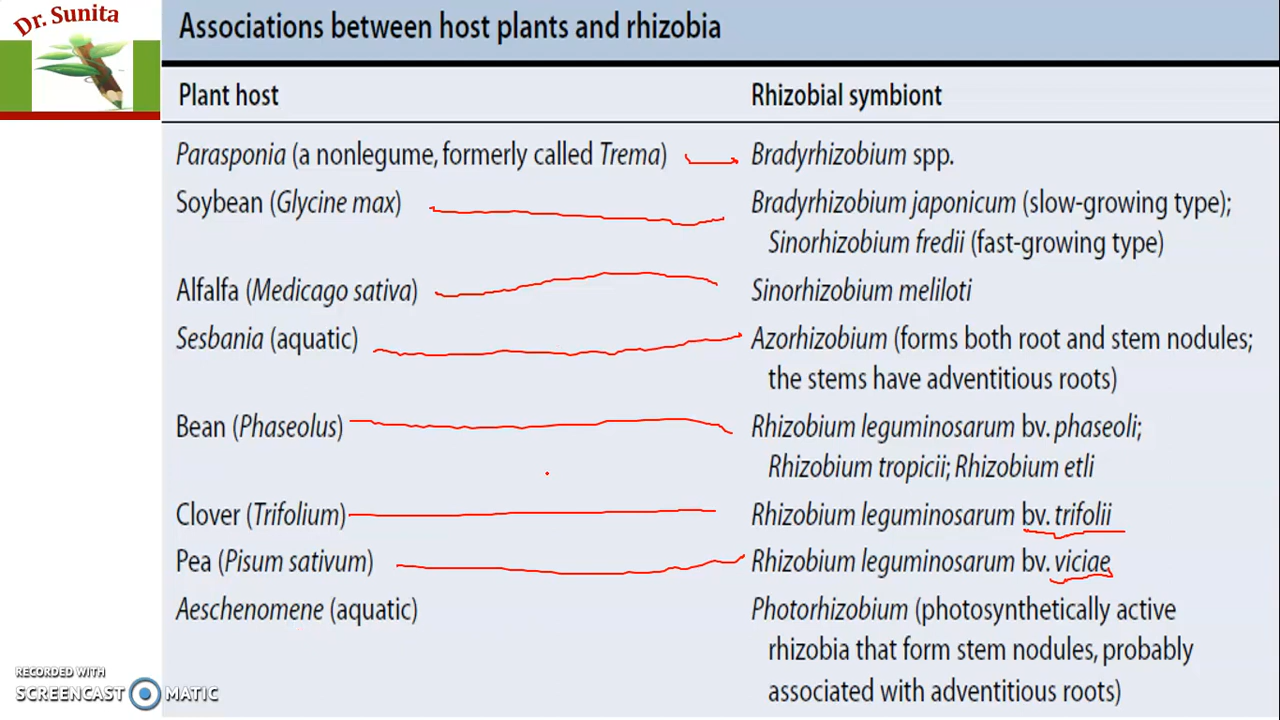 Dr. Sunita
Associations between host plants and rhizobia
Plant host Rhizobial symbiont
Parasponia (a nonlegume, formerly called Trema) Bradyrhizobium spp.
Soybean (Glycine max) Bradyrhizobium japonicum (slow-growing type);
Sinorhizobium fredii (fast-growing type)
Alfalfa (Medicago sativa) Sinorhizobium meliloti
Sesbania (aquatic) Azorhizobium (forms both root and stem nodules;
the stems have adventitious roots)
Bean (Phaseolus) Rhizobium leguminosarum bv. phaseoli;
Rhizobium tropicii; Rhizobium etli
Clover (Trifolium) Rhizobium leguminosarum bv. trifolii
Pea (Pisum sativum) Rhizobium leguminosarum bv. viciae
Aeschenomene (aquatic) Photorhizobium (photosynthetically active
rhizobia that form stem nodules, probably
associated with adventitious roots)
RECORDED WITH
SCREENCAST MATIC